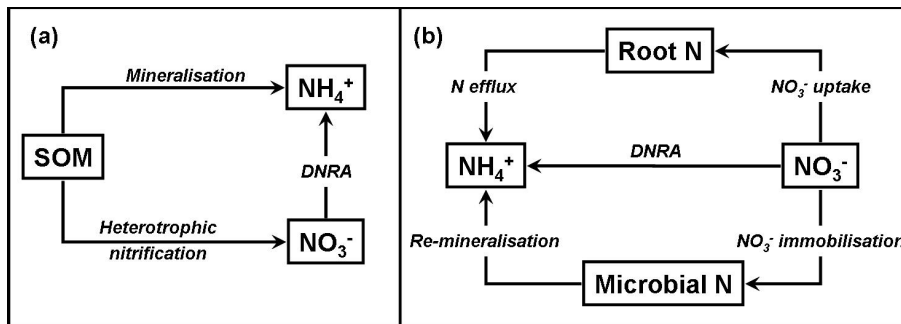 (a)
Mineralisation
NH₄⁺
SOM
DNRA
Heterotrophic
nitrification
NO₃⁻
(b)
Root N
N efflux
NO₃⁻ uptake
NH₄⁺
DNRA
NO₃⁻
Re-mineralisation
NO₃⁻ immobilisation
Microbial N